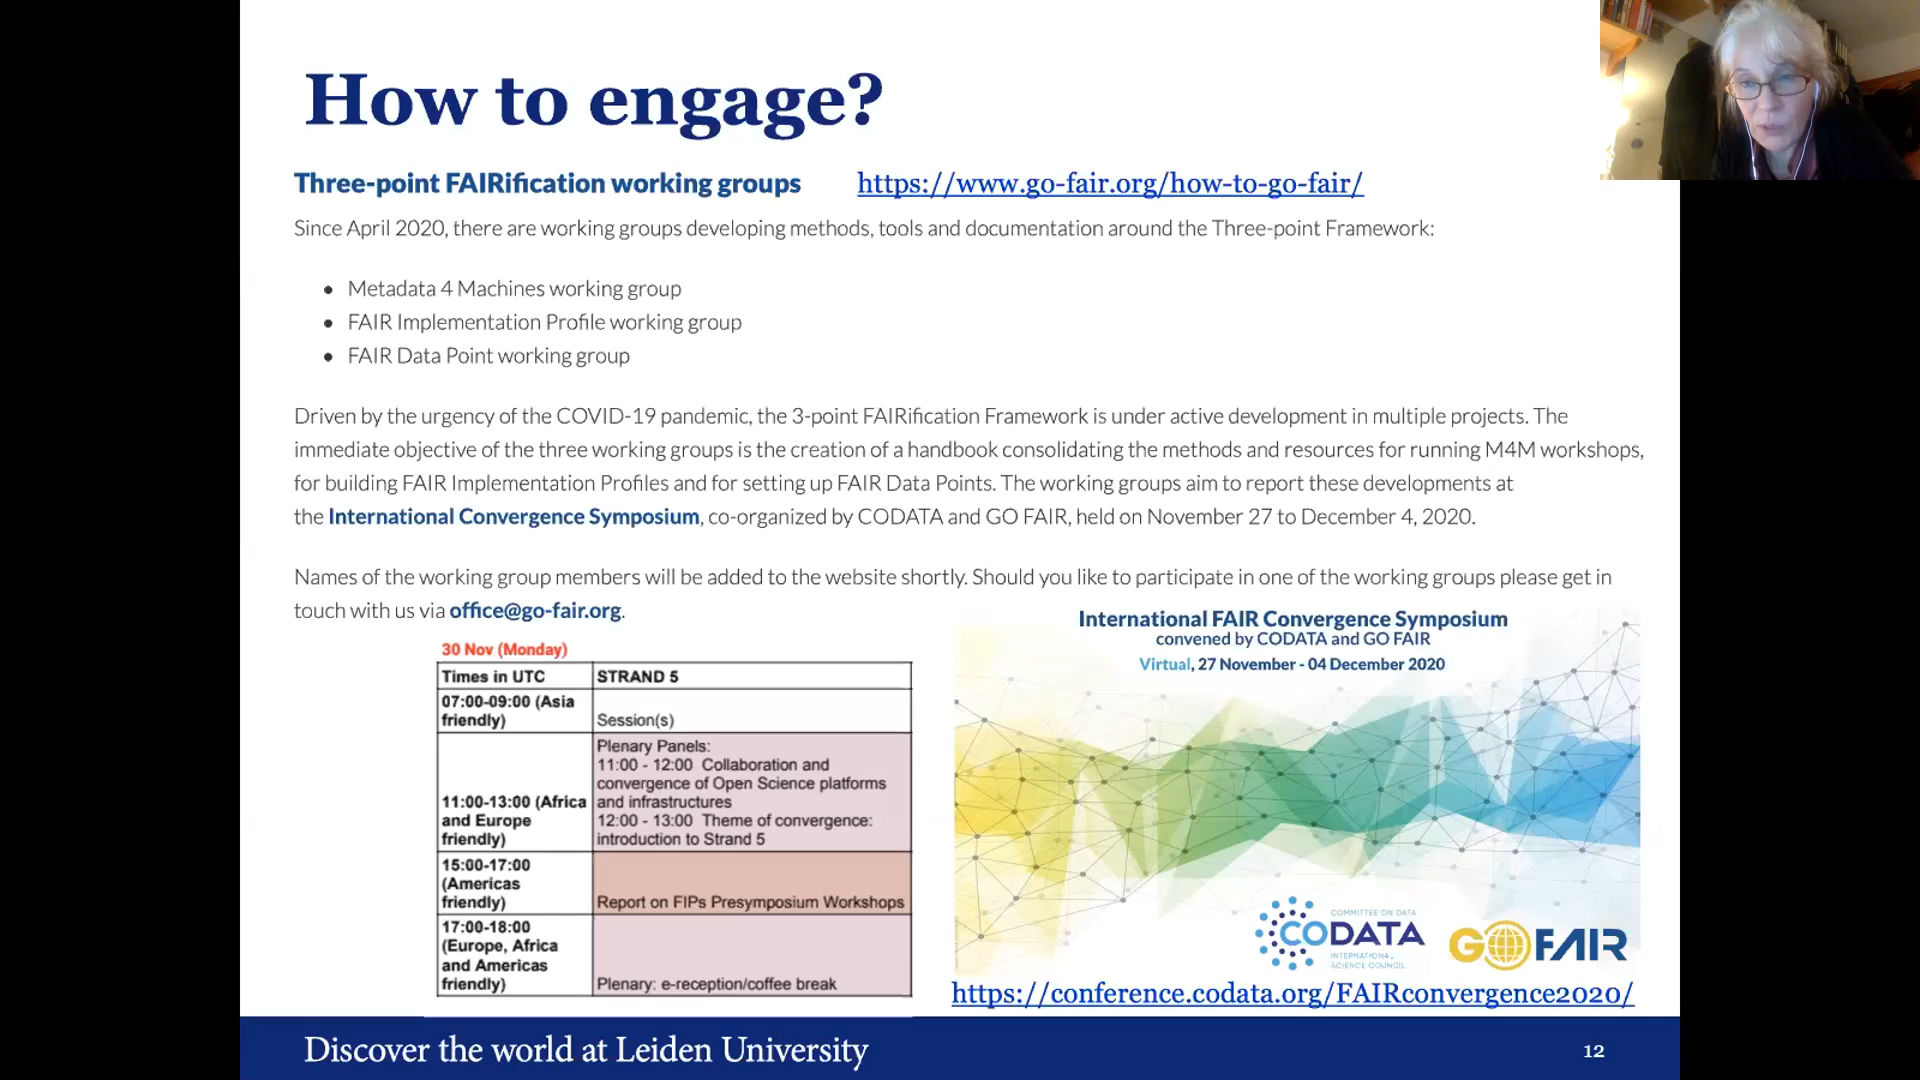 How to engage?
Three-point FAIRification working groups https://www.go-fair.org/how-to-go-fair/
Since April 2020, there are working groups developing methods, tools and documentation around the Three-point Framework:
• Metadata 4 Machines working group
• FAIR Implementation Profile working group
• FAIR Data Point working group
Driven by the urgency of the COVID-19 pandemic, the 3-point FAIRification Framework is under active development in multiple projects. The
immediate objective of the three working groups is the creation of a handbook consolidating the methods and resources for running M4M workshops,
for building FAIR Implementation Profiles and for setting up FAIR Data Points. The working groups aim to report these developments at
the International Convergence Symposium, co-organized by CODATA and GO FAIR, held on November 27 to December 4, 2020.
Names of the working group members will be added to the website shortly. Should you like to participate in one of the working groups please get in
touch with us via office@go-fair.org.
30 Nov (Monday)
Times in UTC STRAND 5
07:00-09:00 (Asia
friendly) Session(s)
Plenary Panels:
11:00 - 12:00 Collaboration and
convergence of Open Science platforms
11:00-13:00 (Africa and infrastructures
and Europe 12:00 - 13:00 Theme of convergence:
friendly) introduction to Strand 5
15:00-17:00
(Americas
friendly) Report on FIPs Presymposium Workshops
17:00-18:00
(Europe, Africa
and Americas
friendly) Plenary: e-reception/coffee break
International FAIR Convergence Symposium
convened by CODATA and GO FAIR
Virtual, 27 November - 04 December 2020
COMMITTEE ON DATA
CODATA
INTERNATIONAL
SCIENCE COUNCIL
GO FAIR
https://conference.codata.org/FAIRconvergence2020/
Discover the world at Leiden University 12